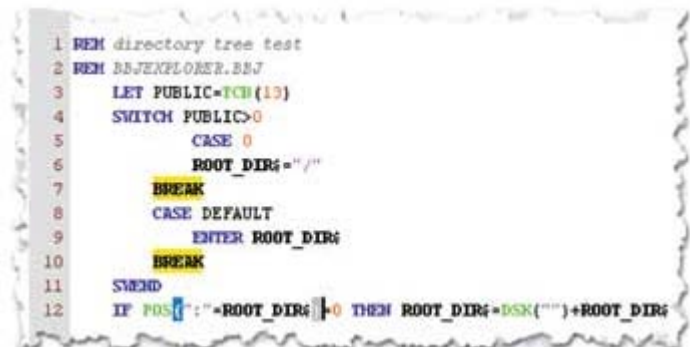 1 REM directory tree test
2 REM BBJEXPLORER.BBJ
3 LET PUBLIC=TCB(13)
4 SWITCH PUBLIC>0
5 CASE 0
6 ROOT_DIR$="/"
7 BREAK
8 CASE DEFAULT
9 ENTER ROOT_DIR$
10 BREAK
11 SWEND
12 IF POS(":"=ROOT_DIR$)=0 THEN ROOT_DIR$=DSK("")+ROOT_DIR$